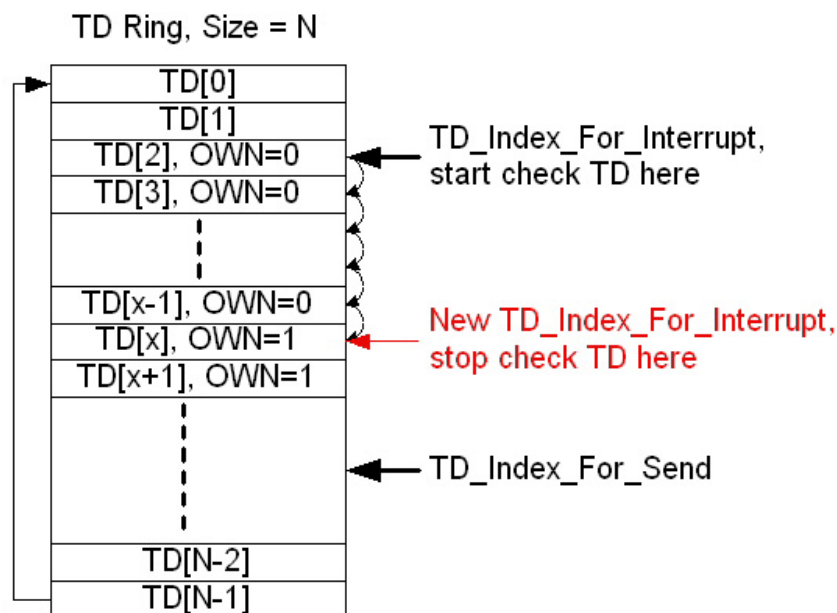 TD Ring, Size = N
TD[0]
TD[1]
TD[2], OWN=0
TD_Index_For_Interrupt,
start check TD here
TD[3], OWN=0
TD[x-1], OWN=0
TD[x], OWN=1
New TD_Index_For_Interrupt,
stop check TD here
TD[x+1], OWN=1
TD_Index_For_Send
TD[N-2]
TD[N-1]